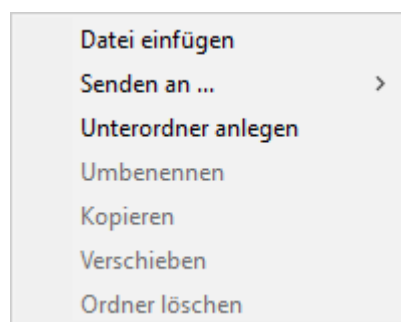 Datei einfügen
Senden an ...
Unterordner anlegen
Umbenennen
Kopieren
Verschieben
Ordner löschen